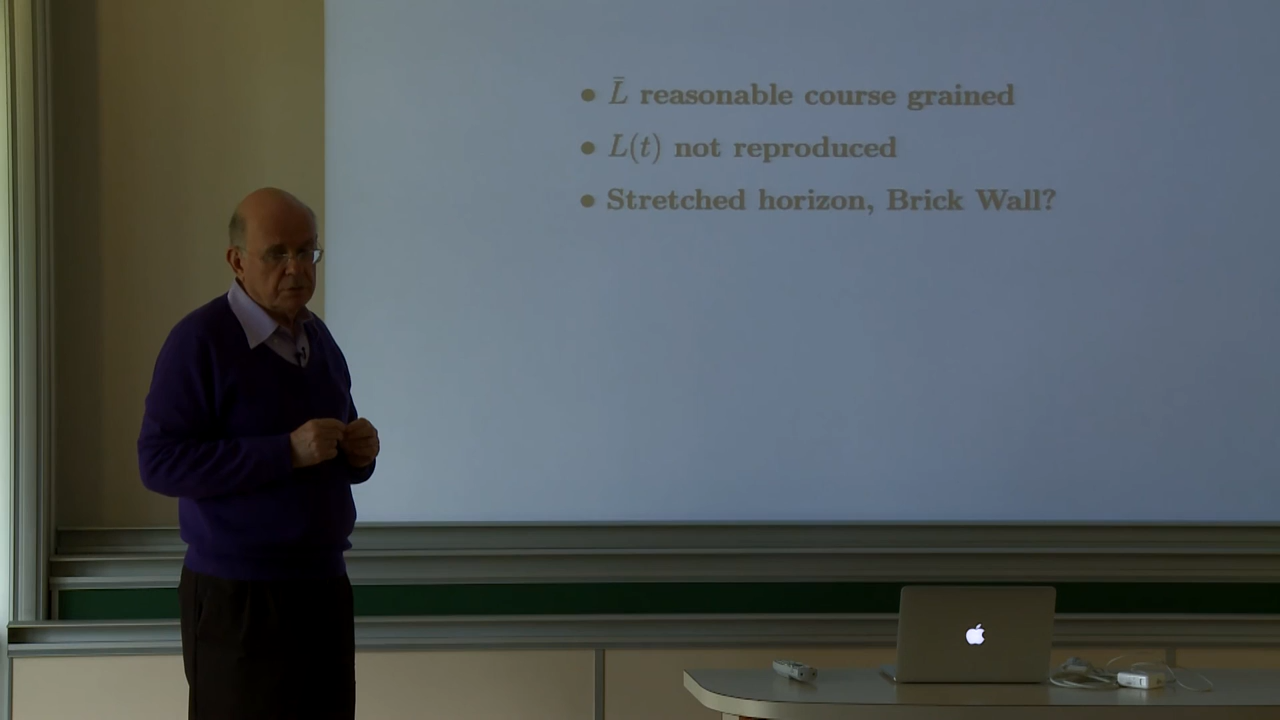 • L̄ reasonable course grained
• L(t) not reproduced
• Stretched horizon, Brick Wall?